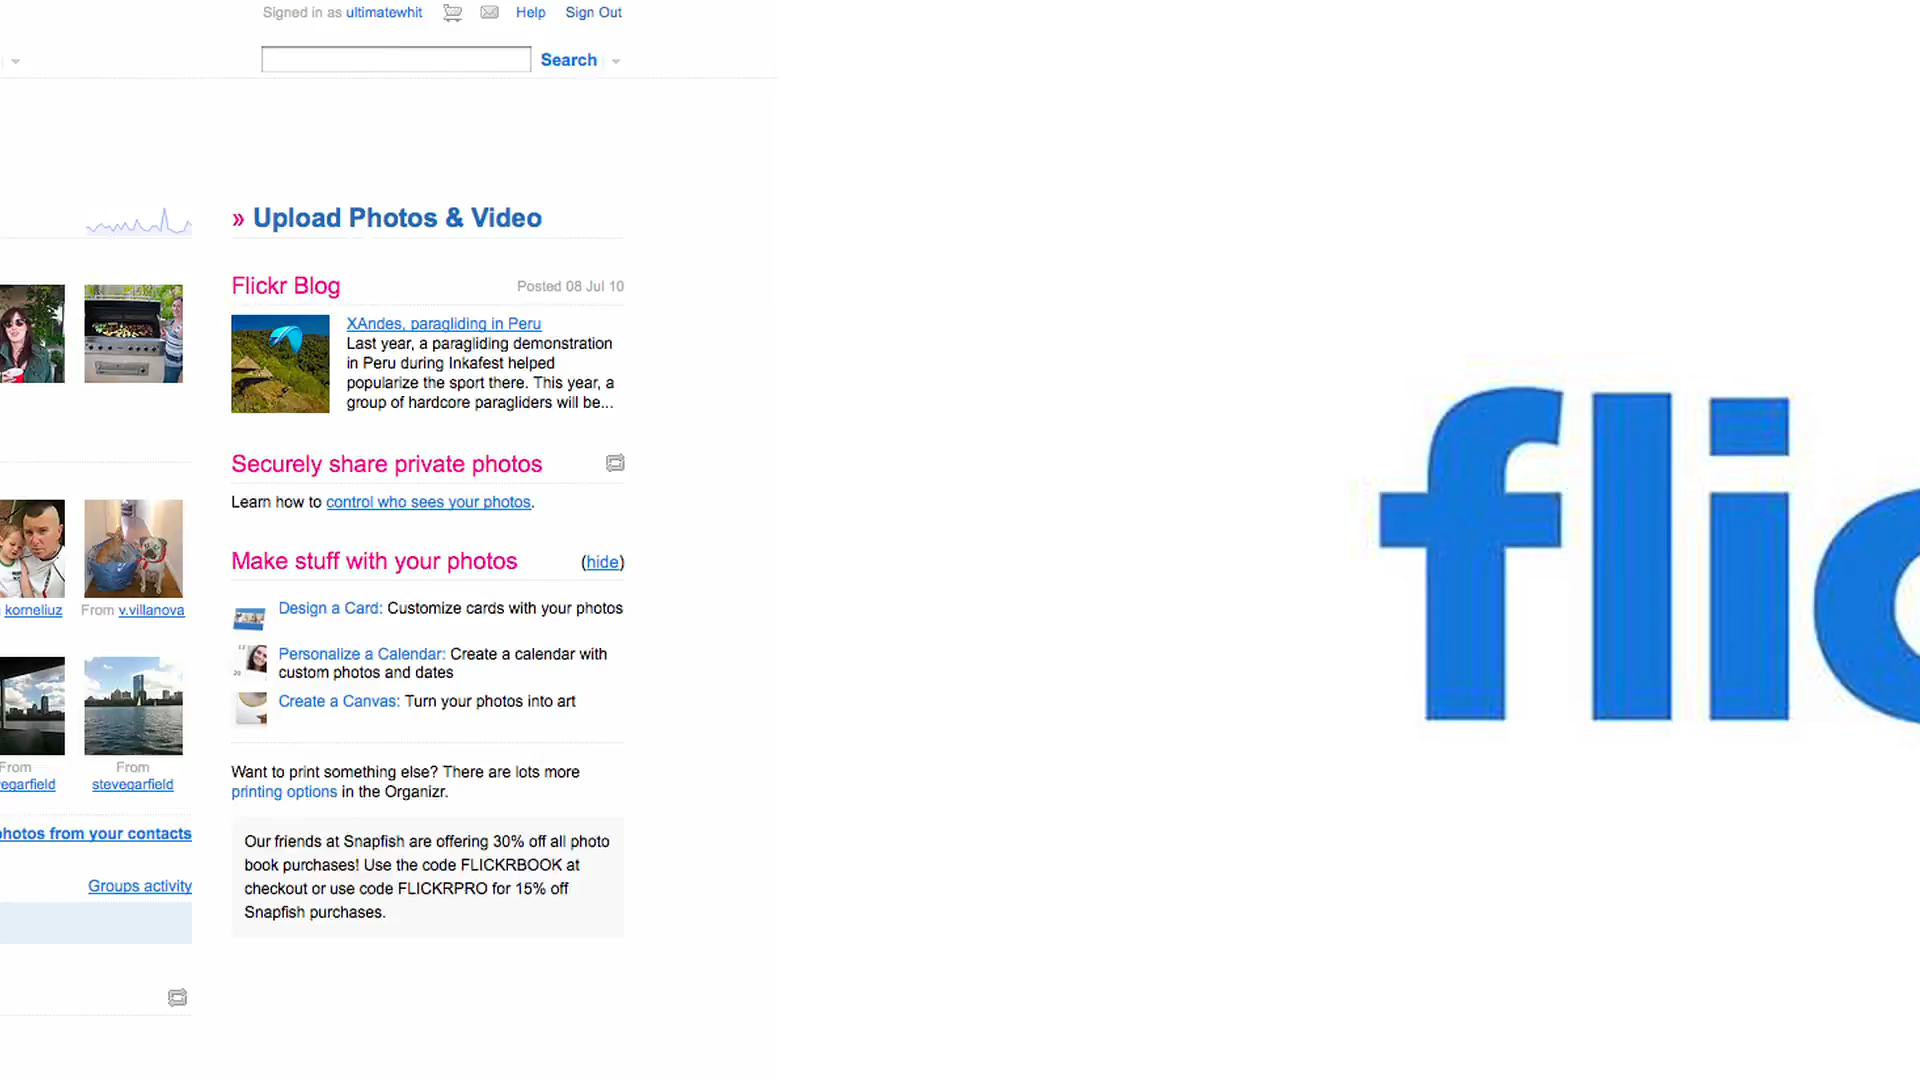 Signed in as ultimatewhit Help Sign Out
Search
» Upload Photos & Video
Flickr Blog Posted 08 Jul 10
XAndes, paragliding in Peru
Last year, a paragliding demonstration
in Peru during Inkafest helped
popularize the sport there. This year, a
group of hardcore paragliders will be...
Securely share private photos
Learn how to control who sees your photos.
Make stuff with your photos (hide)
Design a Card: Customize cards with your photos
Personalize a Calendar: Create a calendar with
custom photos and dates
Create a Canvas: Turn your photos into art
Want to print something else? There are lots more
printing options in the Organizr.
Our friends at Snapfish are offering 30% off all photo
book purchases! Use the code FLICKRBOOK at
checkout or use code FLICKRPRO for 15% off
Snapfish purchases.
korneliuz From v.villanova
From From
egarfield stevegarfield
photos from your contacts
Groups activity
flic